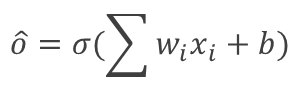 ô = σ(∑ wᵢxᵢ + b)